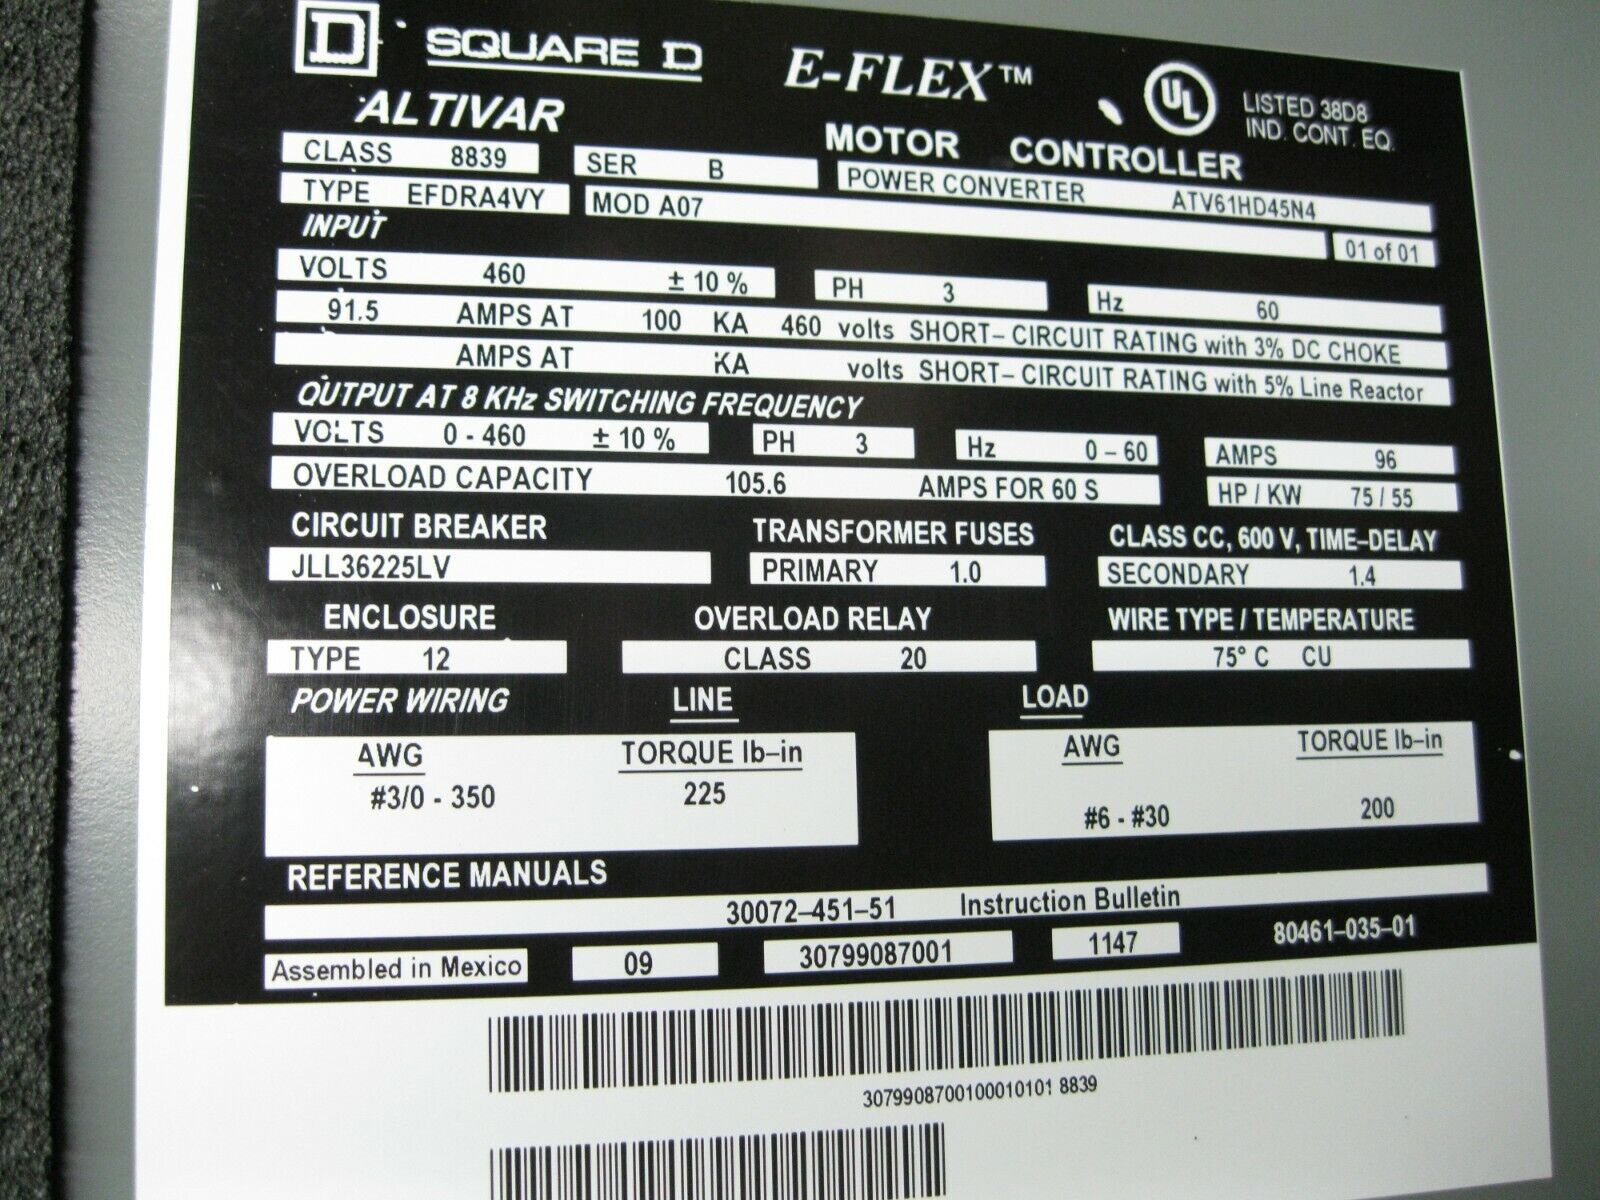 D SQUARE D E-FLEX™ UL LISTED 38D8
IND. CONT. EQ.
ALTIVAR MOTOR CONTROLLER
CLASS 8839 SER B POWER CONVERTER ATV61HD45N4
TYPE EFDRA4VY MOD A07 01 of 01
INPUT
VOLTS 460 ± 10 % PH 3 Hz 60
91.5 AMPS AT 100 KA 460 volts SHORT–CIRCUIT RATING with 3% DC CHOKE
AMPS AT KA volts SHORT–CIRCUIT RATING with 5% Line Reactor
OUTPUT AT 8 KHz SWITCHING FREQUENCY
VOLTS 0 - 460 ± 10 % PH 3 Hz 0 – 60 AMPS 96
OVERLOAD CAPACITY 105.6 AMPS FOR 60 S HP / KW 75 / 55
CIRCUIT BREAKER TRANSFORMER FUSES CLASS CC, 600 V, TIME–DELAY
JLL36225LV PRIMARY 1.0 SECONDARY 1.4
ENCLOSURE OVERLOAD RELAY WIRE TYPE / TEMPERATURE
TYPE 12 CLASS 20 75° C CU
POWER WIRING LINE LOAD
AWG TORQUE lb–in AWG TORQUE lb–in
#3/0 - 350 225 #6 - #30 200
REFERENCE MANUALS
30072–451–51 Instruction Bulletin
Assembled in Mexico 09 30799087001 1147 80461–035–01
3079908700100010101 8839